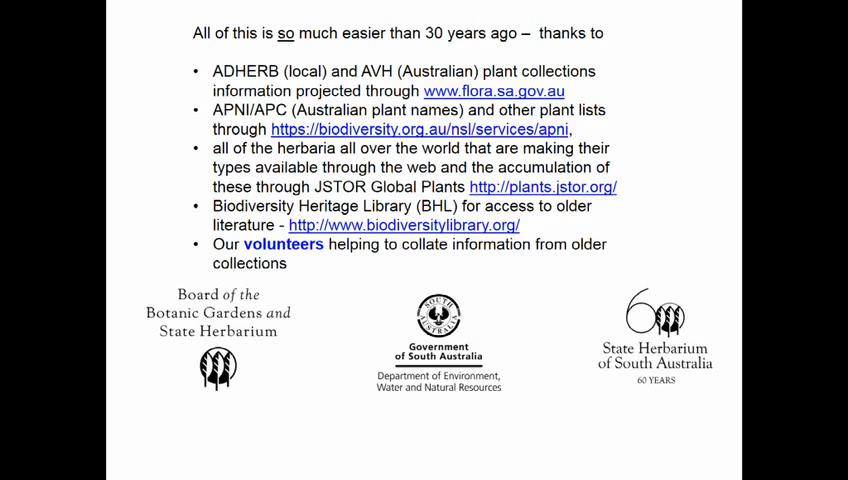 All of this is so much easier than 30 years ago – thanks to
• ADHERB (local) and AVH (Australian) plant collections
information projected through www.flora.sa.gov.au
• APNI/APC (Australian plant names) and other plant lists
through https://biodiversity.org.au/nsl/services/apni,
• all of the herbaria all over the world that are making their
types available through the web and the accumulation of
these through JSTOR Global Plants http://plants.jstor.org/
• Biodiversity Heritage Library (BHL) for access to older
literature - http://www.biodiversitylibrary.org/
• Our volunteers helping to collate information from older
collections
Board of the
Botanic Gardens and
State Herbarium
SOUTH
AUSTRALIA
Government
of South Australia
Department of Environment,
Water and Natural Resources
60
State Herbarium
of South Australia
60 YEARS